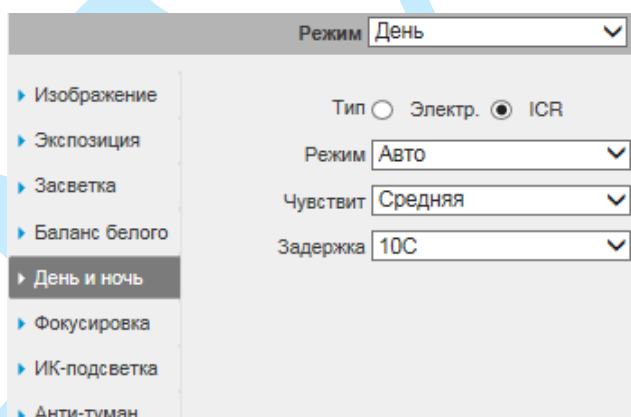 Режим День
Изображение
Тип Электр. ICR
Экспозиция
Режим Авто
Засветка
Чувствит Средняя
Баланс белого
Задержка 10С
День и ночь
Фокусировка
ИК-подсветка
Анти-туман